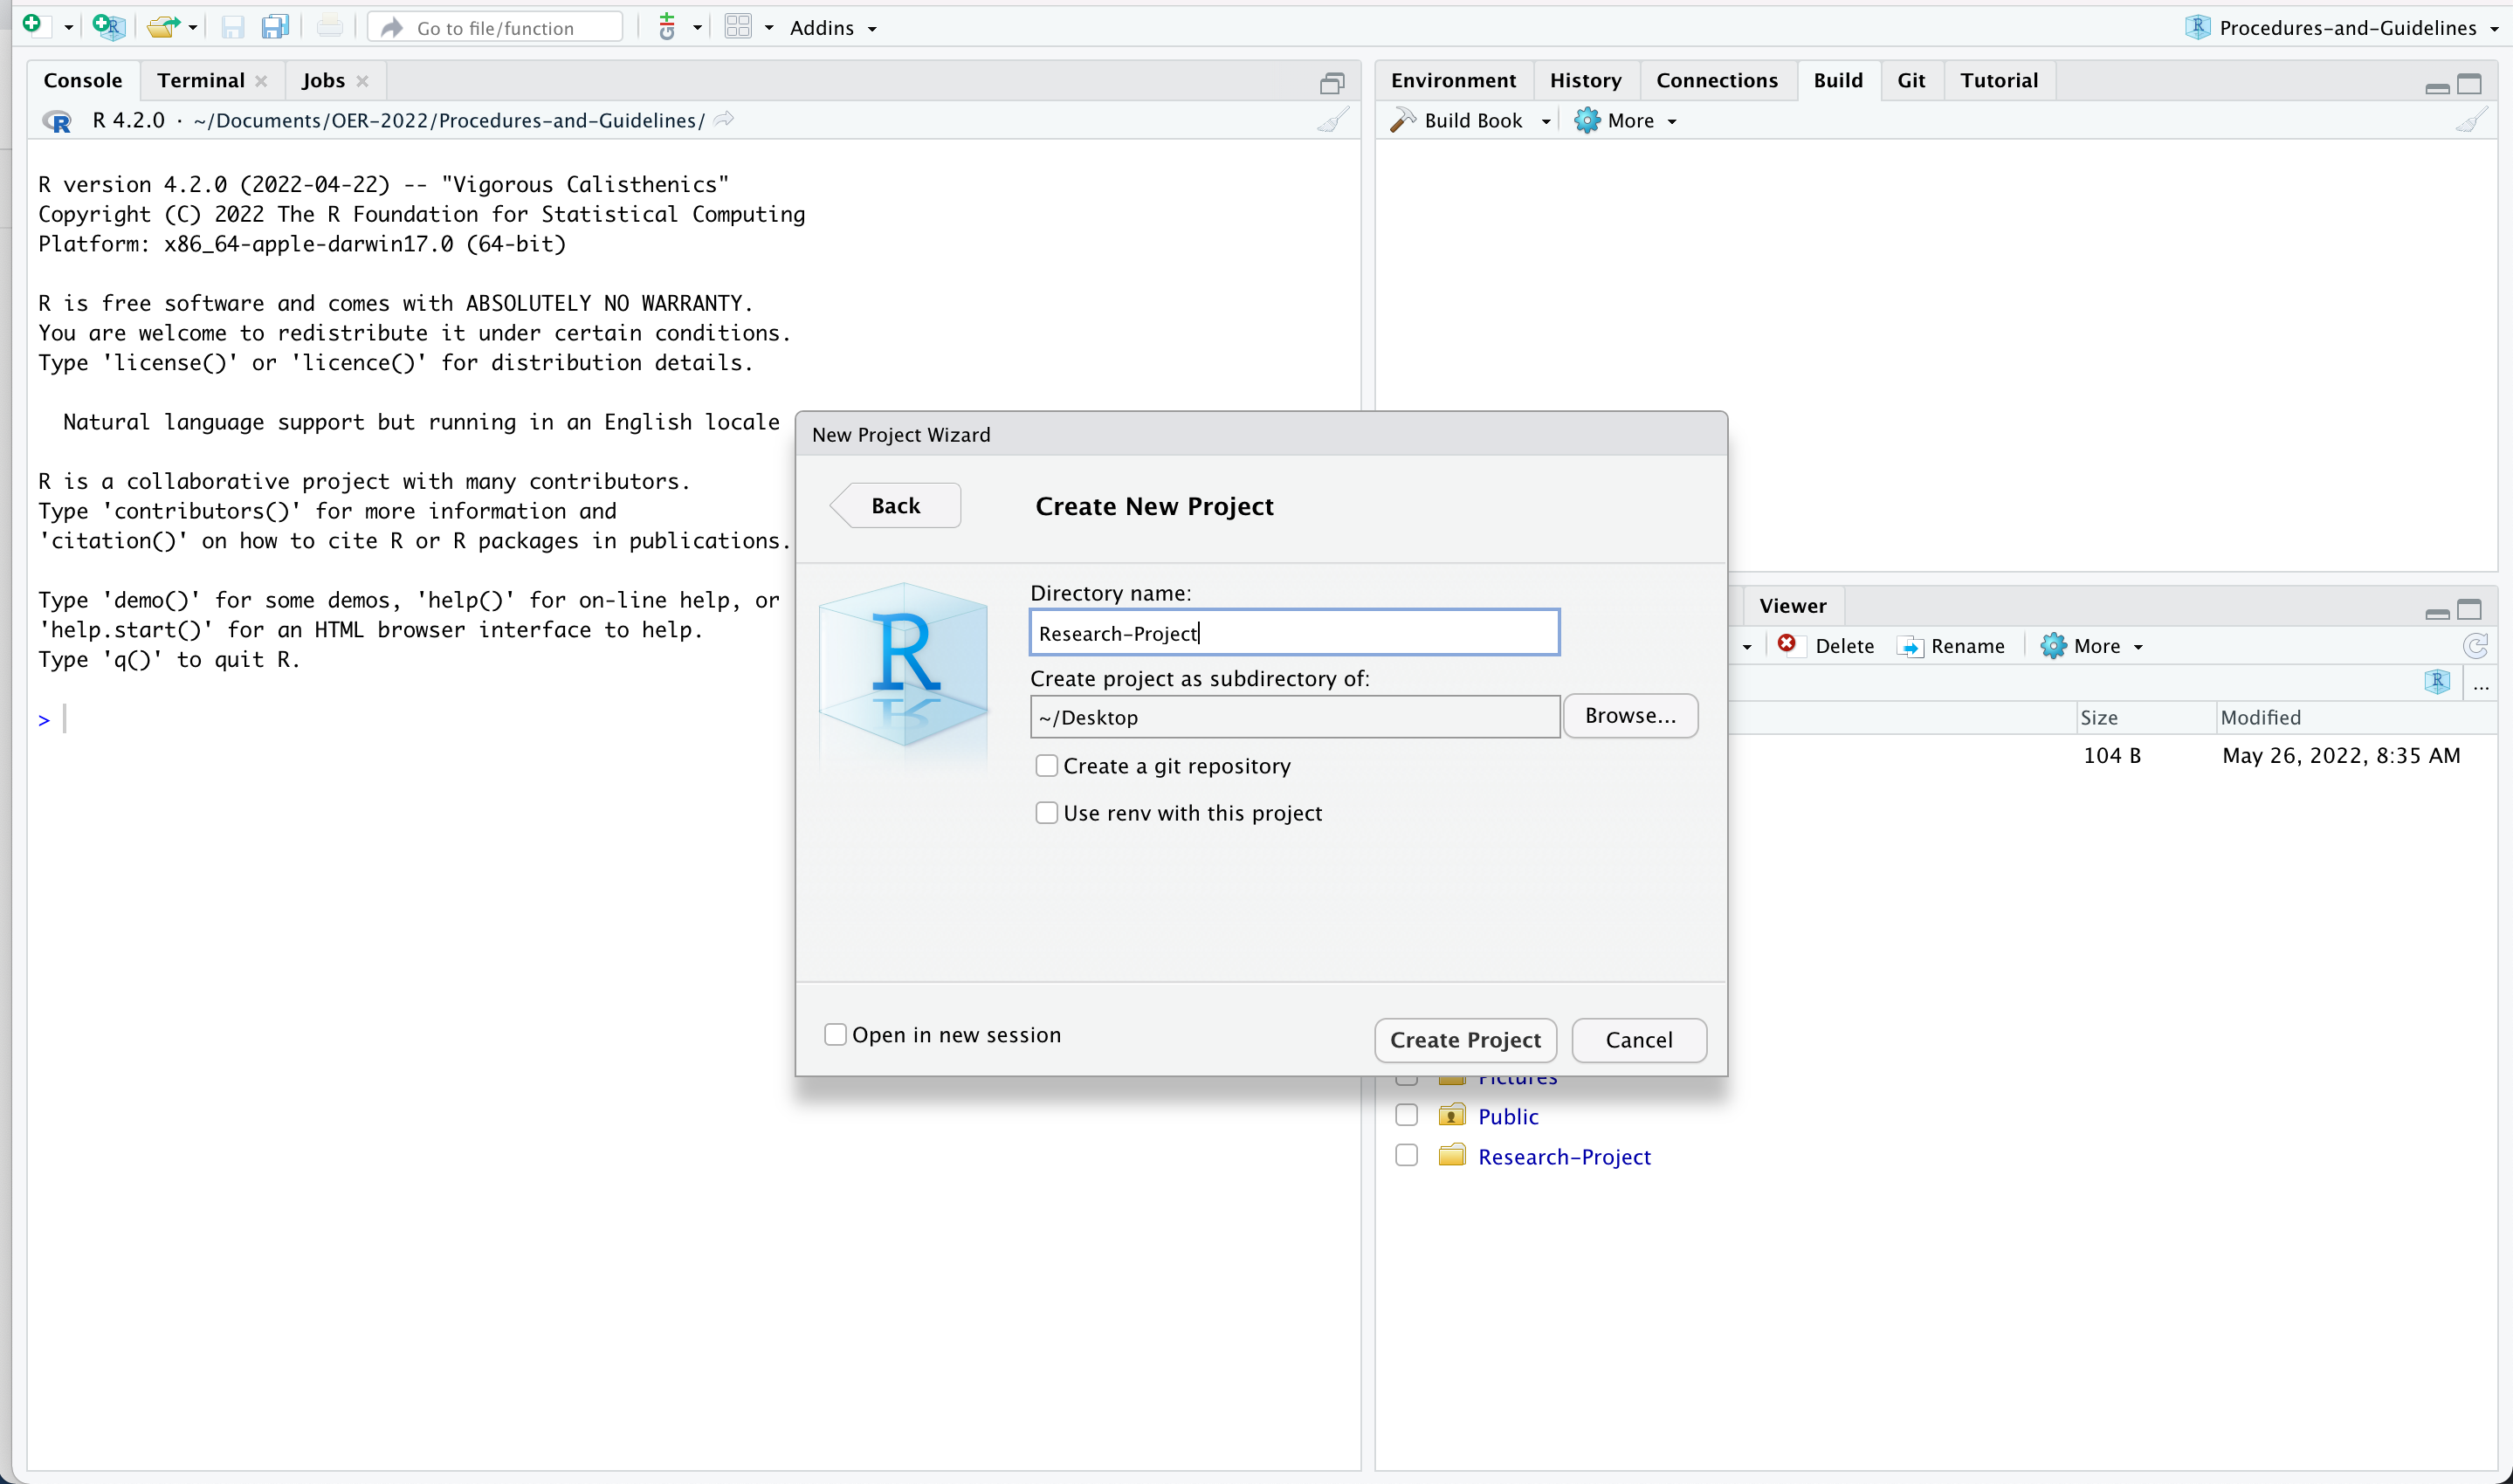 Go to file/function
Addins
Procedures-and-Guidelines
Console
Terminal
Jobs
R 4.2.0 · ~/Documents/OER-2022/Procedures-and-Guidelines/
R version 4.2.0 (2022-04-22) -- "Vigorous Calisthenics"
Copyright (C) 2022 The R Foundation for Statistical Computing
Platform: x86_64-apple-darwin17.0 (64-bit)
R is free software and comes with ABSOLUTELY NO WARRANTY.
You are welcome to redistribute it under certain conditions.
Type 'license()' or 'licence()' for distribution details.
Natural language support but running in an English locale
R is a collaborative project with many contributors.
Type 'contributors()' for more information and
'citation()' on how to cite R or R packages in publications.
Type 'demo()' for some demos, 'help()' for on-line help, or
'help.start()' for an HTML browser interface to help.
Type 'q()' to quit R.
>
Environment
History
Connections
Build
Git
Tutorial
Build Book
More
New Project Wizard
Back
Create New Project
R
Directory name:
Research-Project
Create project as subdirectory of:
~/Desktop
Browse...
Create a git repository
Use renv with this project
Open in new session
Create Project
Cancel
Viewer
Delete
Rename
More
...
Size
Modified
104 B
May 26, 2022, 8:35 AM
Pictures
Public
Research-Project